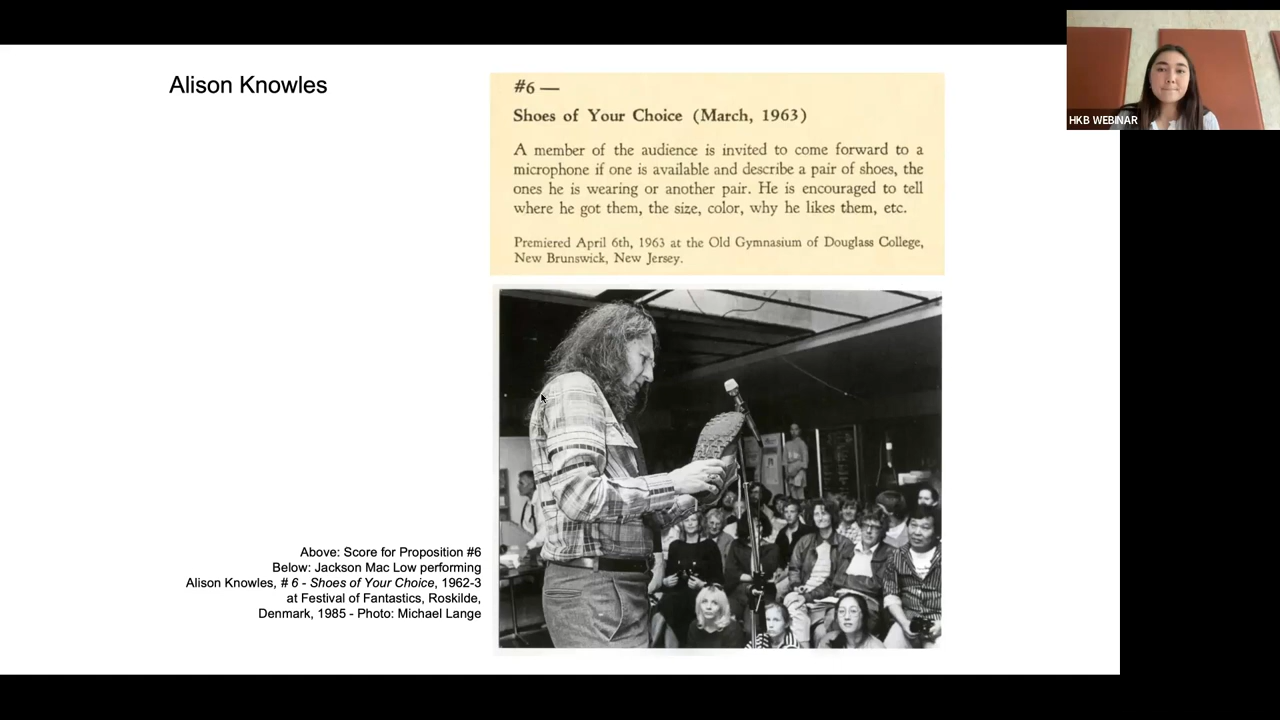 Alison Knowles
#6 —
Shoes of Your Choice (March, 1963)
A member of the audience is invited to come forward to a
microphone if one is available and describe a pair of shoes, the
ones he is wearing or another pair. He is encouraged to tell
where he got them, the size, color, why he likes them, etc.
Premiered April 6th, 1963 at the Old Gymnasium of Douglass College,
New Brunswick, New Jersey.
Above: Score for Proposition #6
Below: Jackson Mac Low performing
Alison Knowles, # 6 - Shoes of Your Choice, 1962-3
at Festival of Fantastics, Roskilde,
Denmark, 1985 - Photo: Michael Lange
HKB WEBINAR